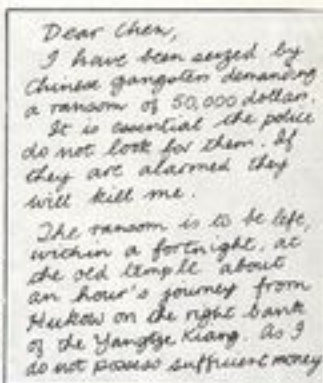 Dear Chen,
I have been seized by
Chinese gangsters demanding
a ransom of 50,000 dollars.
It is essential the police
do not look for them. If
they are alarmed they
will kill me.
The ransom is to be left,
within a fortnight, at
the old temple about
an hour's journey from
Hukow on the right bank
of the Yangtze Kiang. As I
do not possess sufficient money